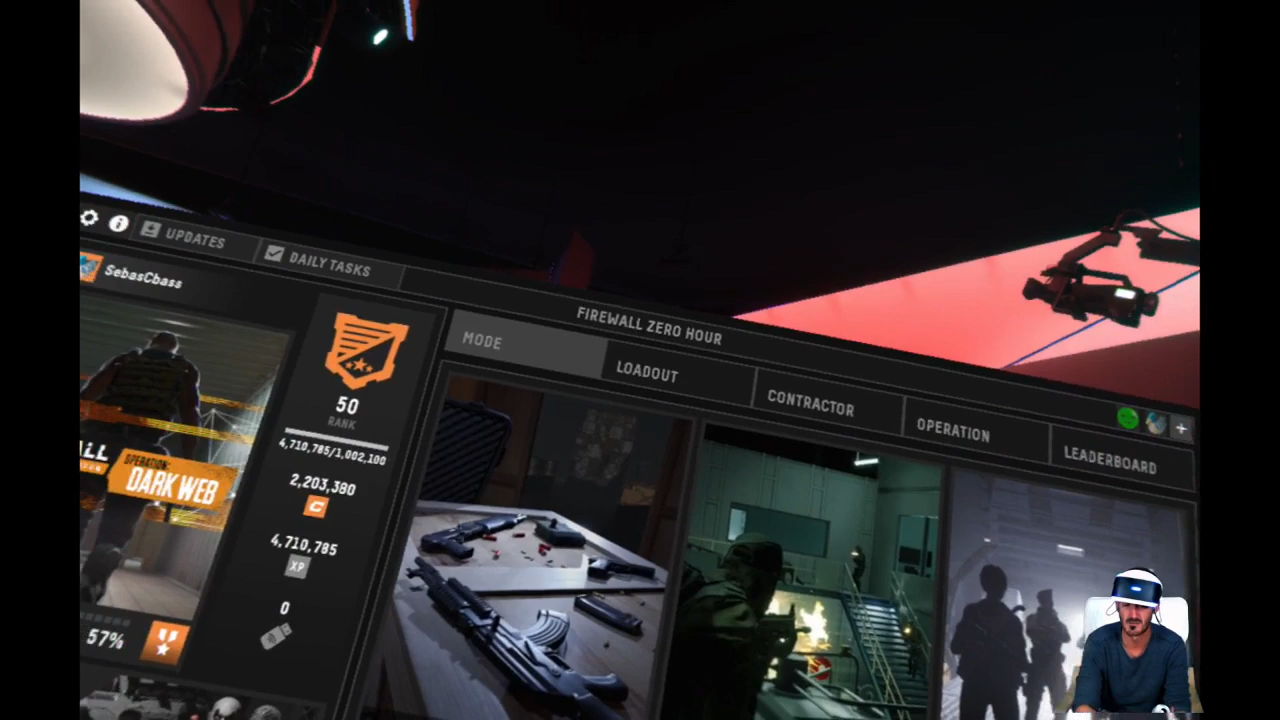 UPDATES
DAILY TASKS
SebasCbass
FIREWALL ZERO HOUR
MODE
LOADOUT
CONTRACTOR
OPERATION
LEADERBOARD
50
RANK
4,710,785/1,002,100
2,203,380
4,710,785
XP
0
OPERATION:
DARK WEB
57%